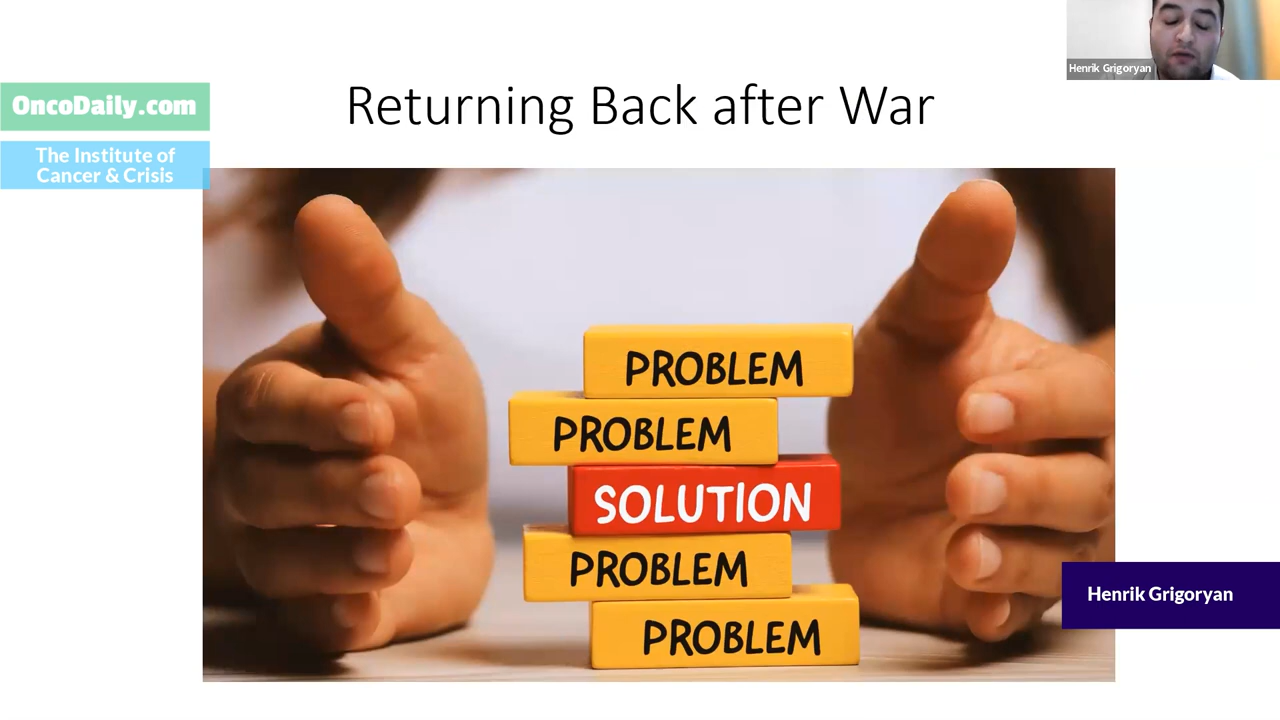 Henrik Grigoryan
OncoDaily.com
Returning Back after War
The Institute of
Cancer & Crisis
PROBLEM
PROBLEM
SOLUTION
PROBLEM
PROBLEM
Henrik Grigoryan